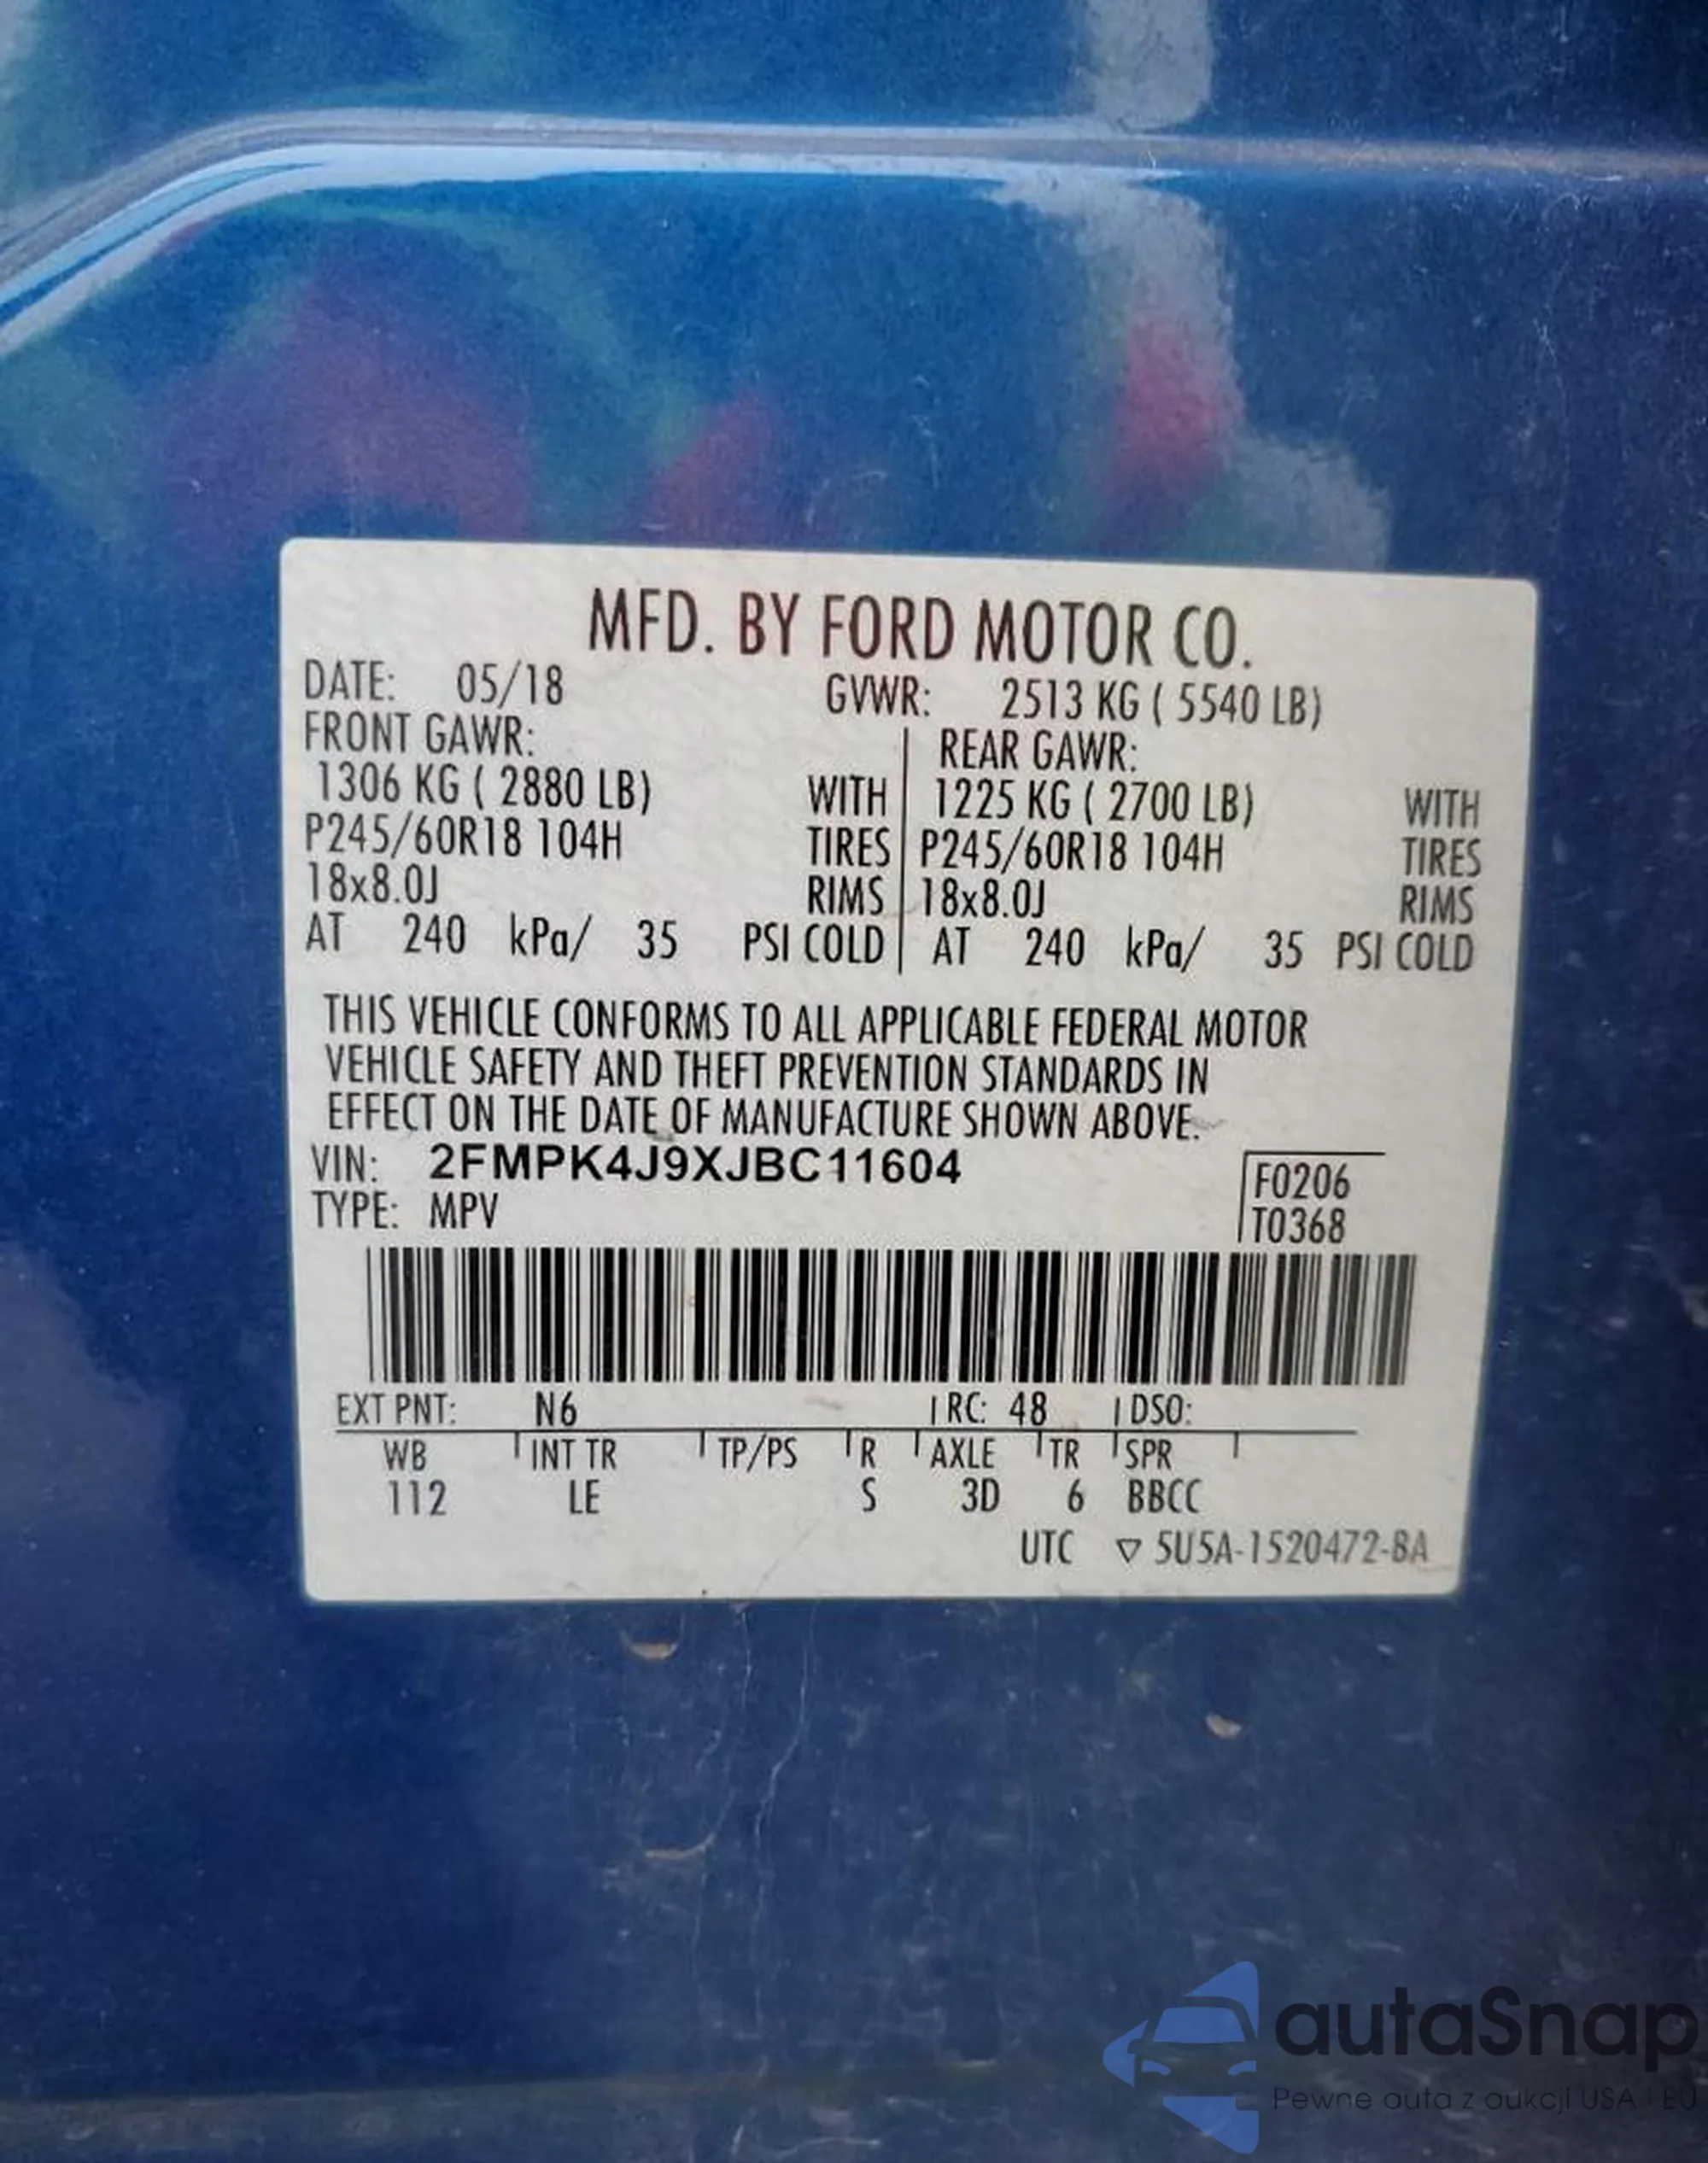 MFD. BY FORD MOTOR CO.
DATE: 05/18 GVWR: 2513 KG ( 5540 LB)
FRONT GAWR: REAR GAWR:
1306 KG ( 2880 LB) WITH 1225 KG ( 2700 LB) WITH
P245/60R18 104H TIRES P245/60R18 104H TIRES
18x8.0J RIMS 18x8.0J RIMS
AT 240 kPa/ 35 PSI COLD AT 240 kPa/ 35 PSI COLD
THIS VEHICLE CONFORMS TO ALL APPLICABLE FEDERAL MOTOR
VEHICLE SAFETY AND THEFT PREVENTION STANDARDS IN
EFFECT ON THE DATE OF MANUFACTURE SHOWN ABOVE.
VIN: 2FMPK4J9XJBC11604 F0206
TYPE: MPV T0368
EXT PNT: N6 RC: 48 DSO:
WB INT TR TP/PS R AXLE TR SPR
112 LE S 3D 6 BBCC
UTC ▽ 5U5A-1520472-BA
autaSnap
Pewne auta z aukcji USA i EU